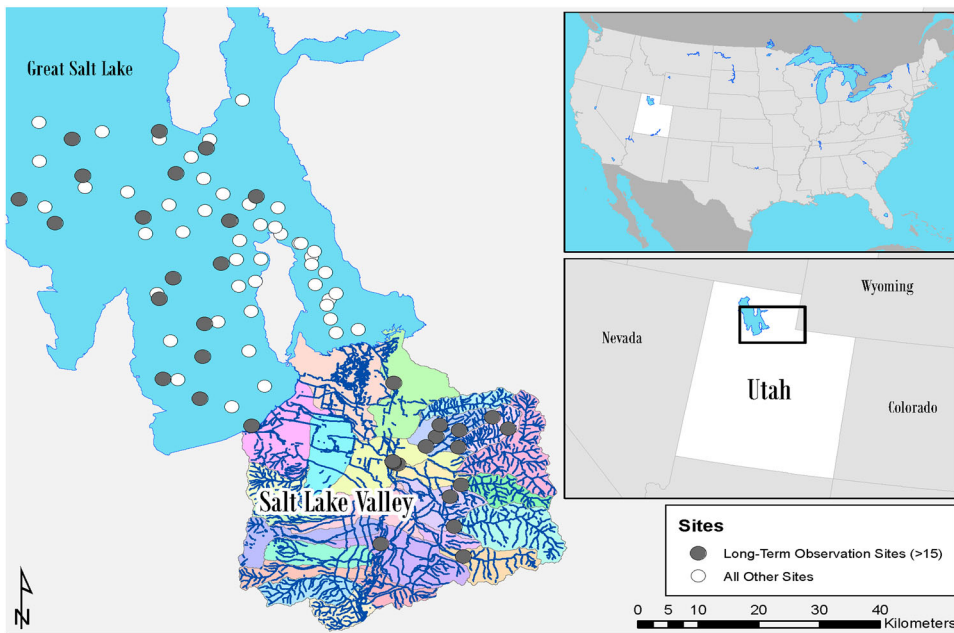 Great Salt Lake
Salt Lake Valley
N
Wyoming
Nevada
Utah
Colorado
Sites
Long-Term Observation Sites (>15)
All Other Sites
0 5 10 20 30 40
Kilometers